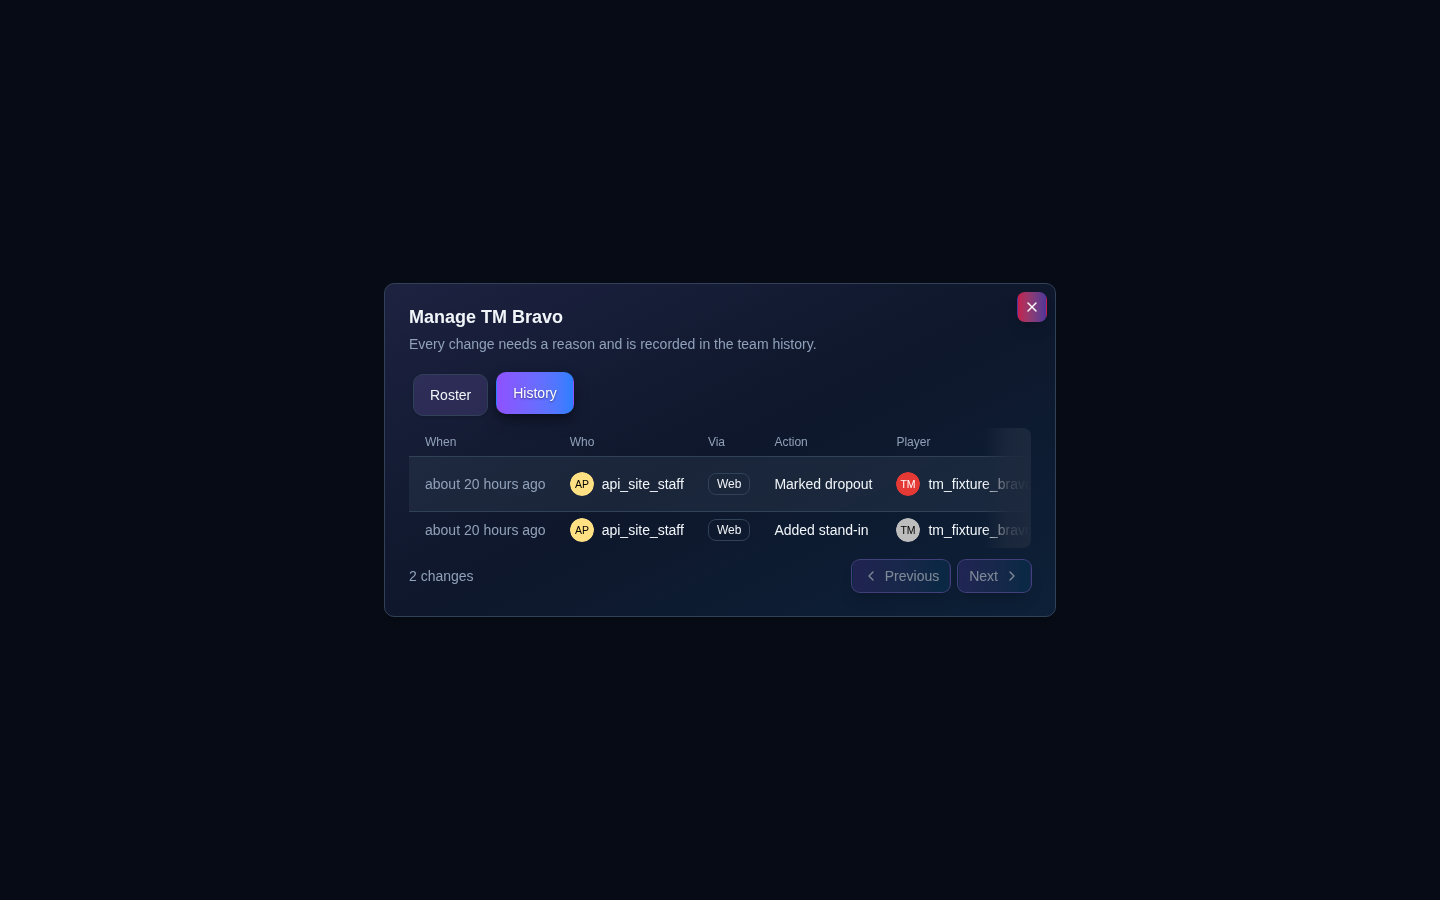 Manage TM Bravo
Every change needs a reason and is recorded in the team history.
Roster History
When Who Via Action Player
about 20 hours ago AP api_site_staff Web Marked dropout TM tm_fixture_brav
about 20 hours ago AP api_site_staff Web Added stand-in TM tm_fixture_brav
2 changes Previous Next